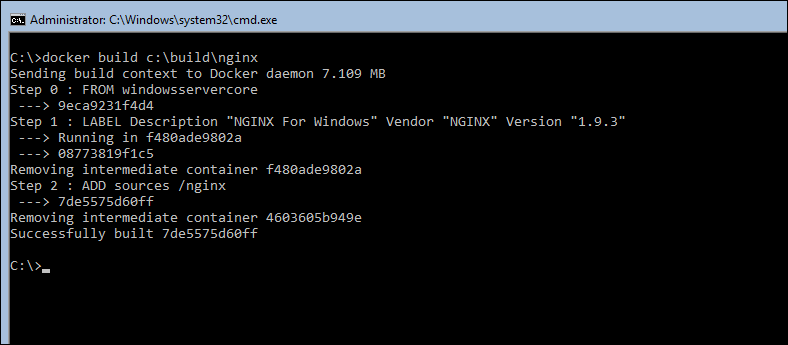 Administrator: C:\Windows\system32\cmd.exe
C:\>docker build c:\build\nginx
Sending build context to Docker daemon 7.109 MB
Step 0 : FROM windowsservercore
 ---> 9eca9231f4d4
Step 1 : LABEL Description "NGINX For Windows" Vendor "NGINX" Version "1.9.3"
 ---> Running in f480ade9802a
 ---> 08773819f1c5
Removing intermediate container f480ade9802a
Step 2 : ADD sources /nginx
 ---> 7de5575d60ff
Removing intermediate container 4603605b949e
Successfully built 7de5575d60ff
C:\>